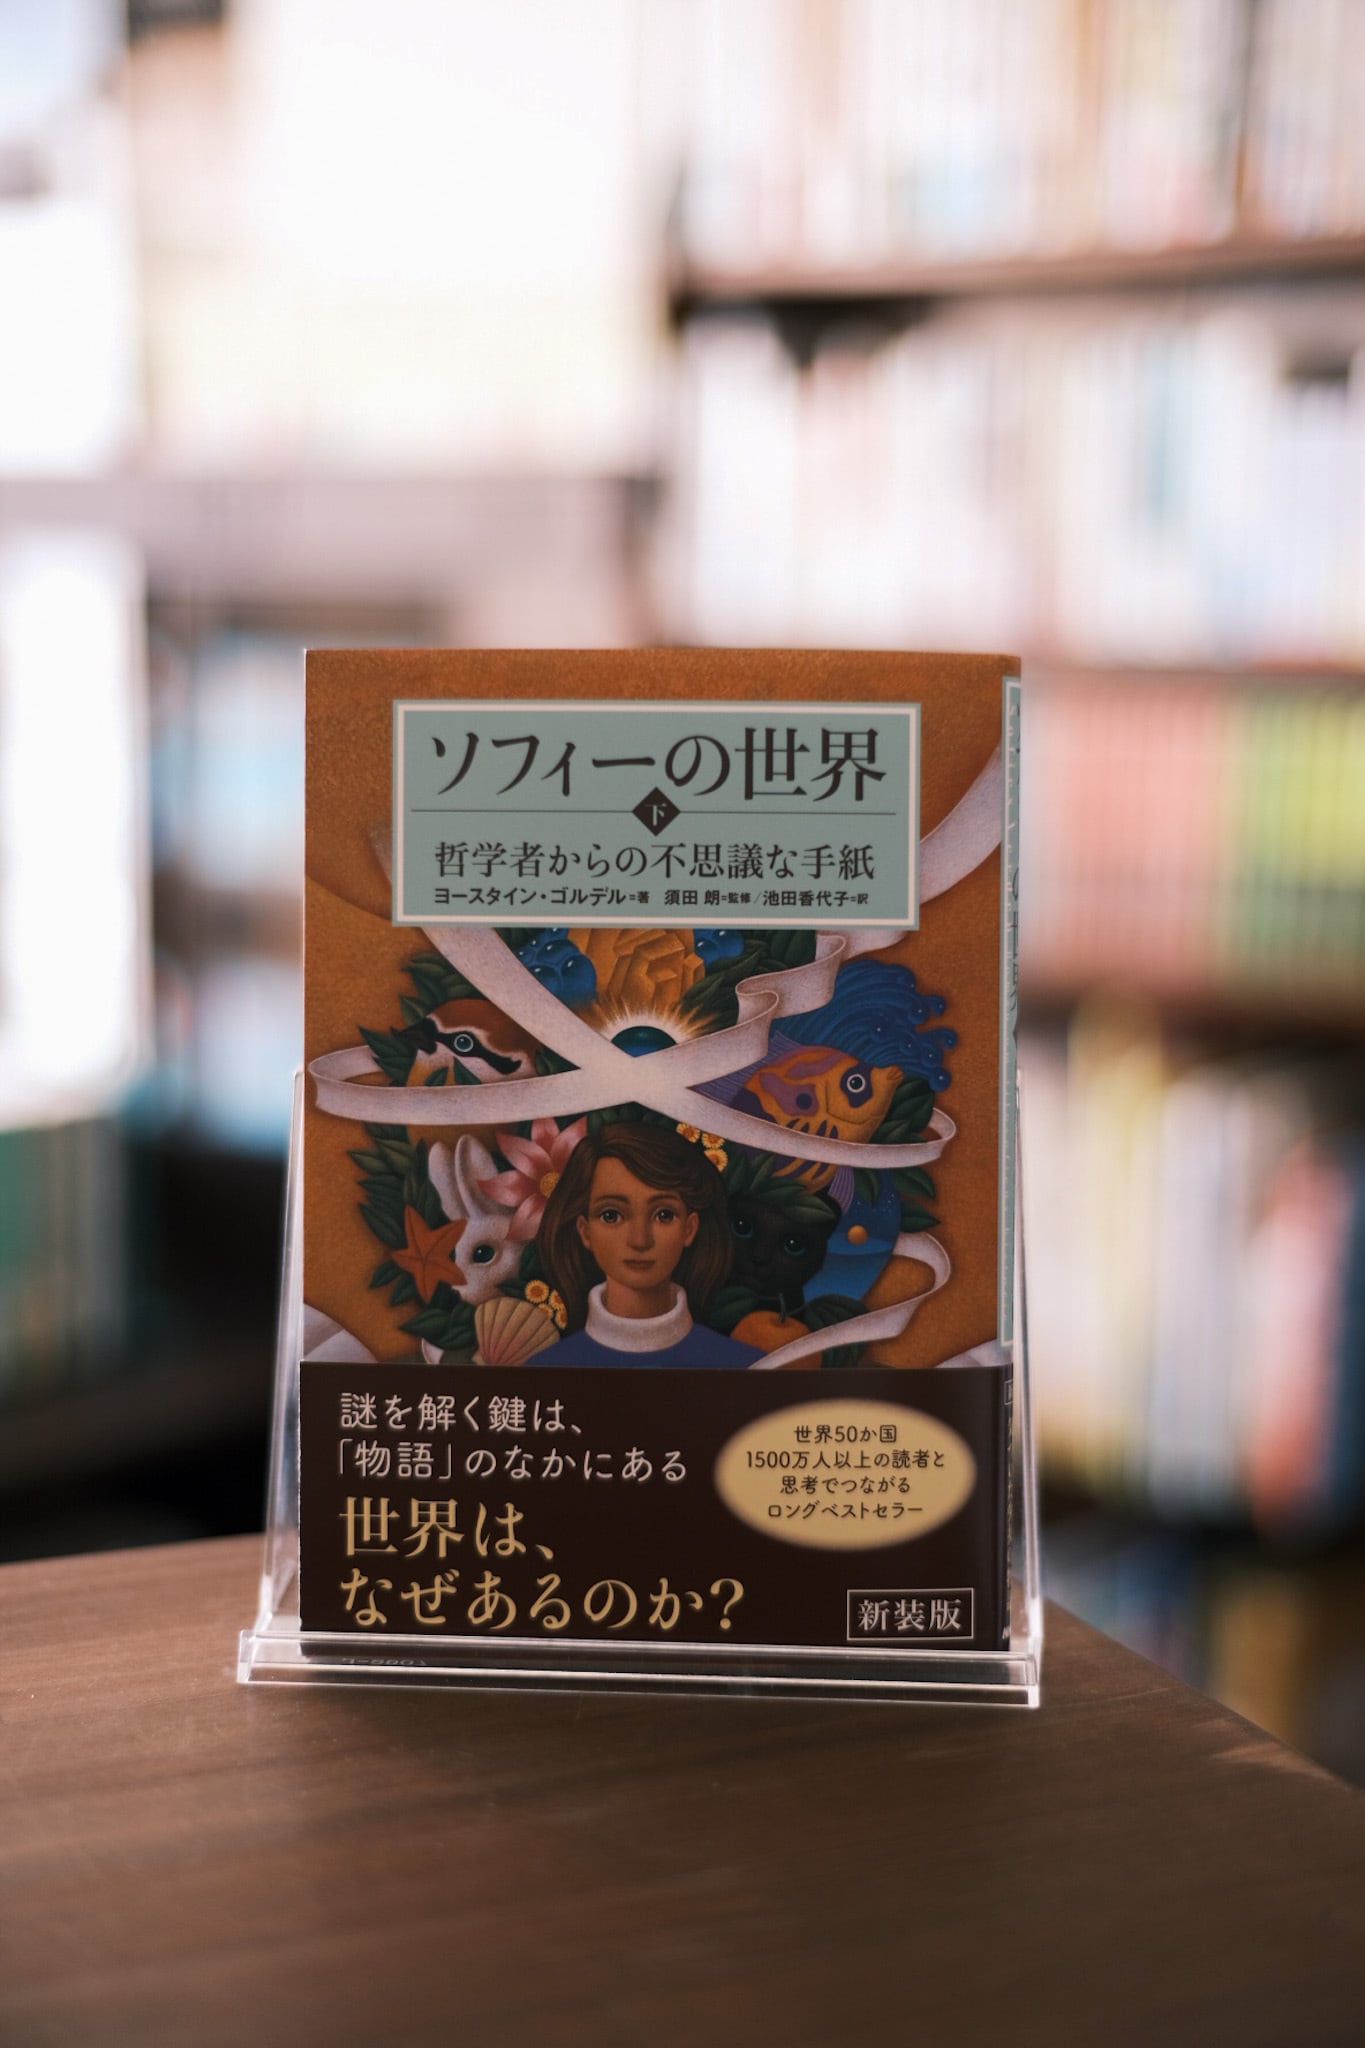 ソフィーの世界
下
哲学者からの不思議な手紙
ヨースタイン・ゴルデル=著 須田 朗=監修/池田香代子=訳
謎を解く鍵は、
「物語」のなかにある
世界は、
なぜあるのか?
世界50か国
1500万人以上の読者と
思考でつながる
ロングベストセラー
新装版